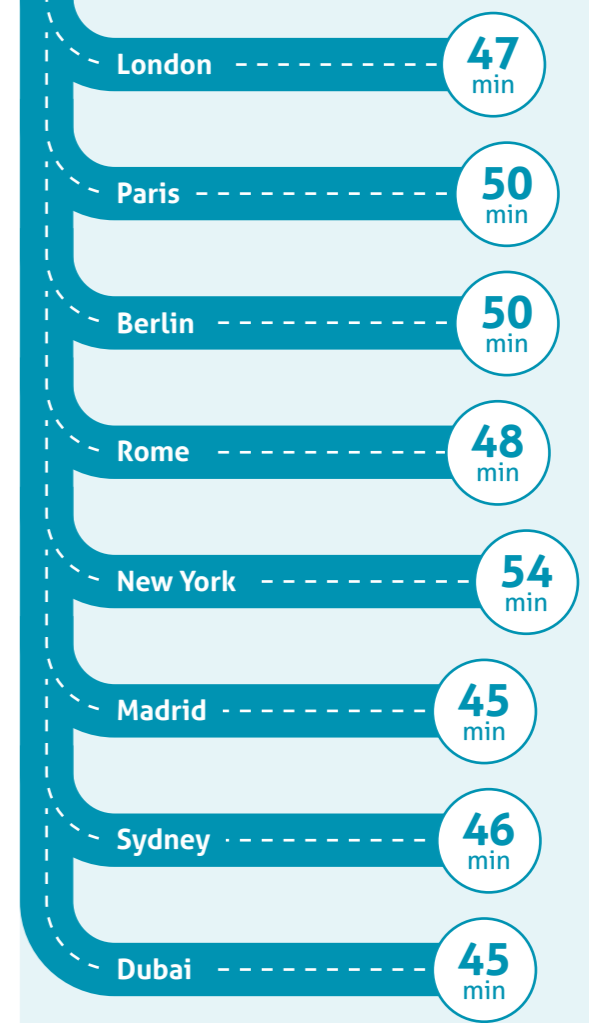 London
47
min
Paris
50
min
Berlin
50
min
Rome
48
min
New York
54
min
Madrid
45
min
Sydney
46
min
Dubai
45
min